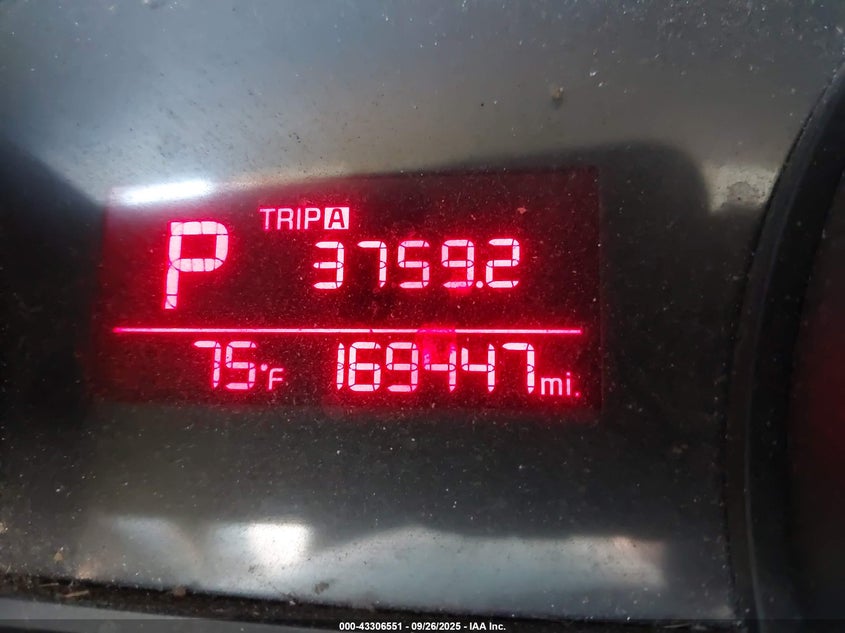 TRIP A
P 3759.2
75°F 169447 mi.
000-43306551 - 09/26/2025 - IAA Inc.